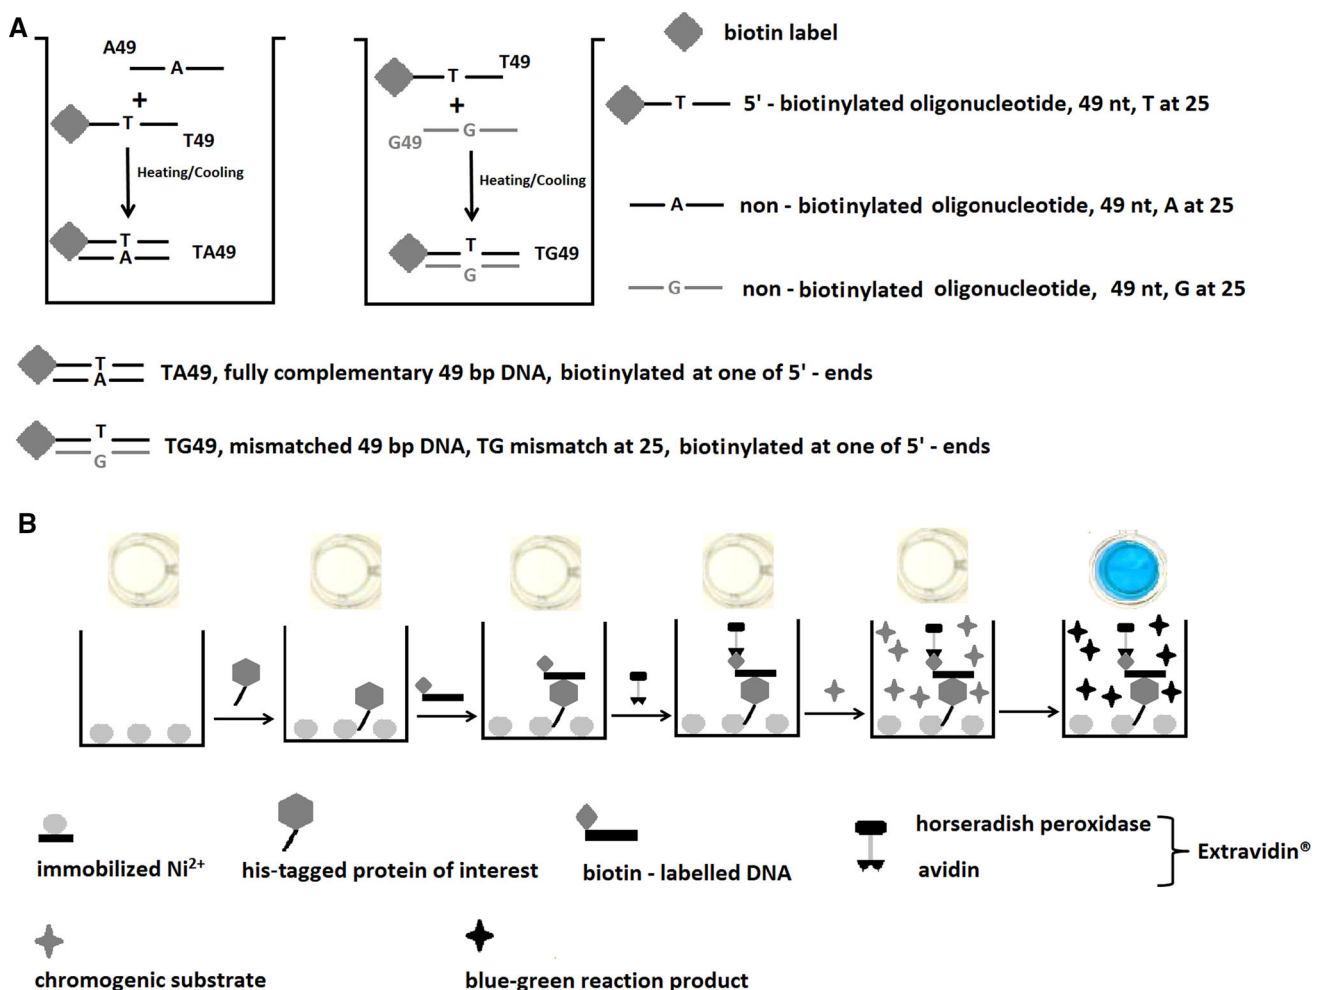 A
A49
A
+
T
T49
Heating/Cooling
T
A
TA49
T49
T
+
G49
G
Heating/Cooling
T
G
TG49
biotin label
T
5' - biotinylated oligonucleotide, 49 nt, T at 25
A
non - biotinylated oligonucleotide, 49 nt, A at 25
G
non - biotinylated oligonucleotide, 49 nt, G at 25
T
A
TA49, fully complementary 49 bp DNA, biotinylated at one of 5' - ends
T
G
TG49, mismatched 49 bp DNA, TG mismatch at 25, biotinylated at one of 5' - ends
B
immobilized Ni²⁺
his-tagged protein of interest
biotin - labelled DNA
horseradish peroxidase
avidin
Extravidin®
chromogenic substrate
blue-green reaction product